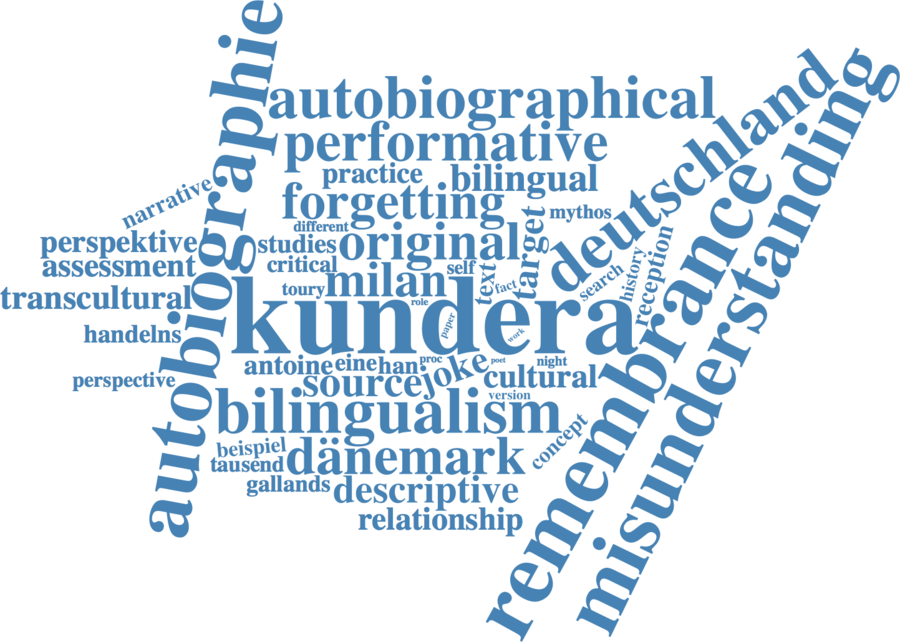 autobiographie
autobiographical
performative
practice
bilingual
narrative
forgetting
mythos
different
perspektive
studies
original
target
deutschland
assessment
critical
self
text
fact
search
history
reception
transcultural
toury
milan
role
kundera
paper
work
handelns
antoine
eine
han
proc
joke
poet
night
perspective
source
cultural
version
bilingualism
concept
beispiel
tausend
dänemark
gallands
descriptive
relationship
remembrance
misunderstanding